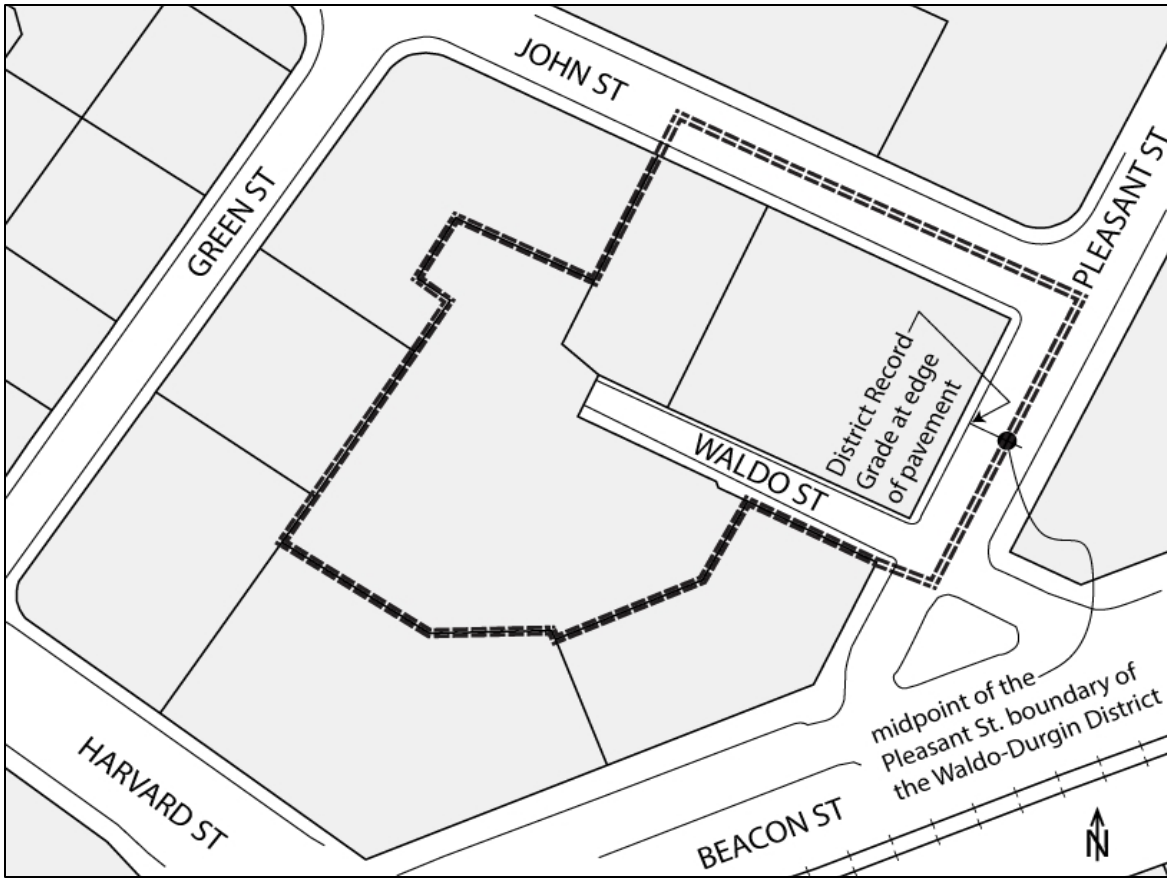 JOHN ST
PLEASANT ST
GREEN ST
District Record
Grade at edge
of pavement
WALDO ST
midpoint of the
Pleasant St. boundary of
the Waldo-Durgin District
HARVARD ST
BEACON ST
N